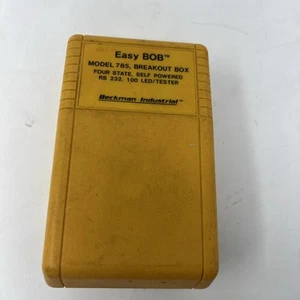 Easy BOB™
MODEL 785, BREAKOUT BOX
FOUR STATE, SELF POWERED
RS 232, 100 LED/TESTER
Beckman Industrial™